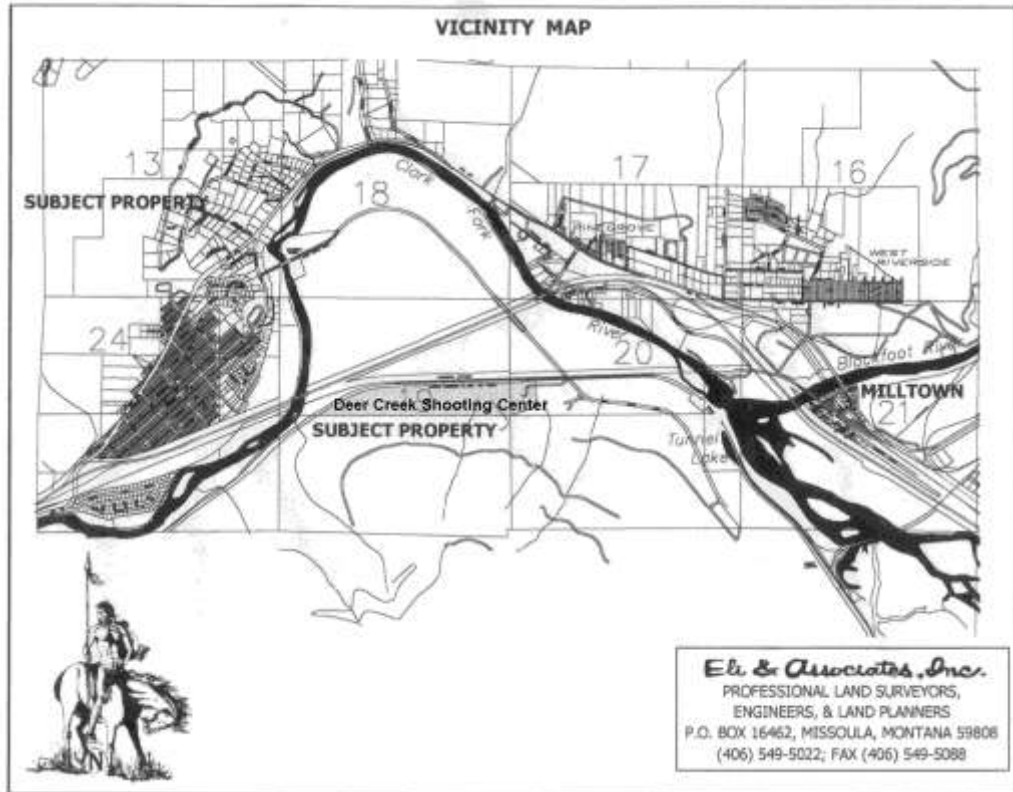 VICINITY MAP
13
17
16
SUBJECT PROPERTY
18
Clark
Fork
PINEGROVE
WEST
RIVERSIDE
24
River
20
Blackfoot River
Deer Creek Shooting Center
MILLTOWN
SUBJECT PROPERTY
21
Tunnel
Lake
N
Eli & Associates, Inc.
PROFESSIONAL LAND SURVEYORS,
ENGINEERS, & LAND PLANNERS
P.O. BOX 16462, MISSOULA, MONTANA 59808
(406) 549-5022; FAX (406) 549-5088